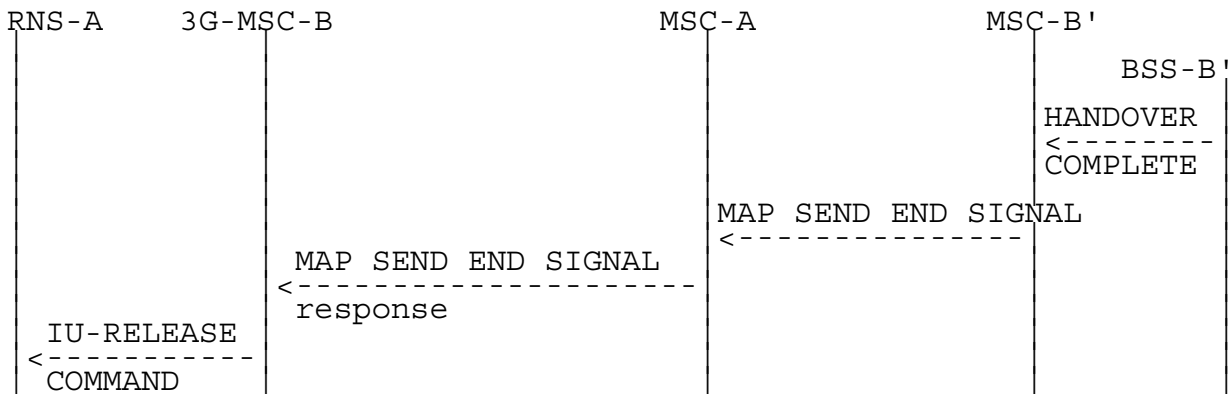 RNS-A 3G-MSC-B MSC-A MSC-B'
BSS-B'
HANDOVER
COMPLETE
MAP SEND END SIGNAL
MAP SEND END SIGNAL
response
IU-RELEASE
COMMAND